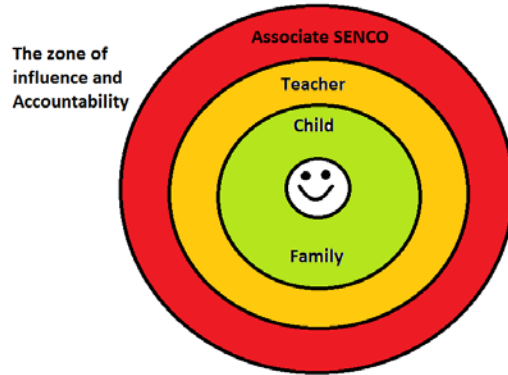 The zone of
influence and
Accountability
Associate SENCO
Teacher
Child
Family